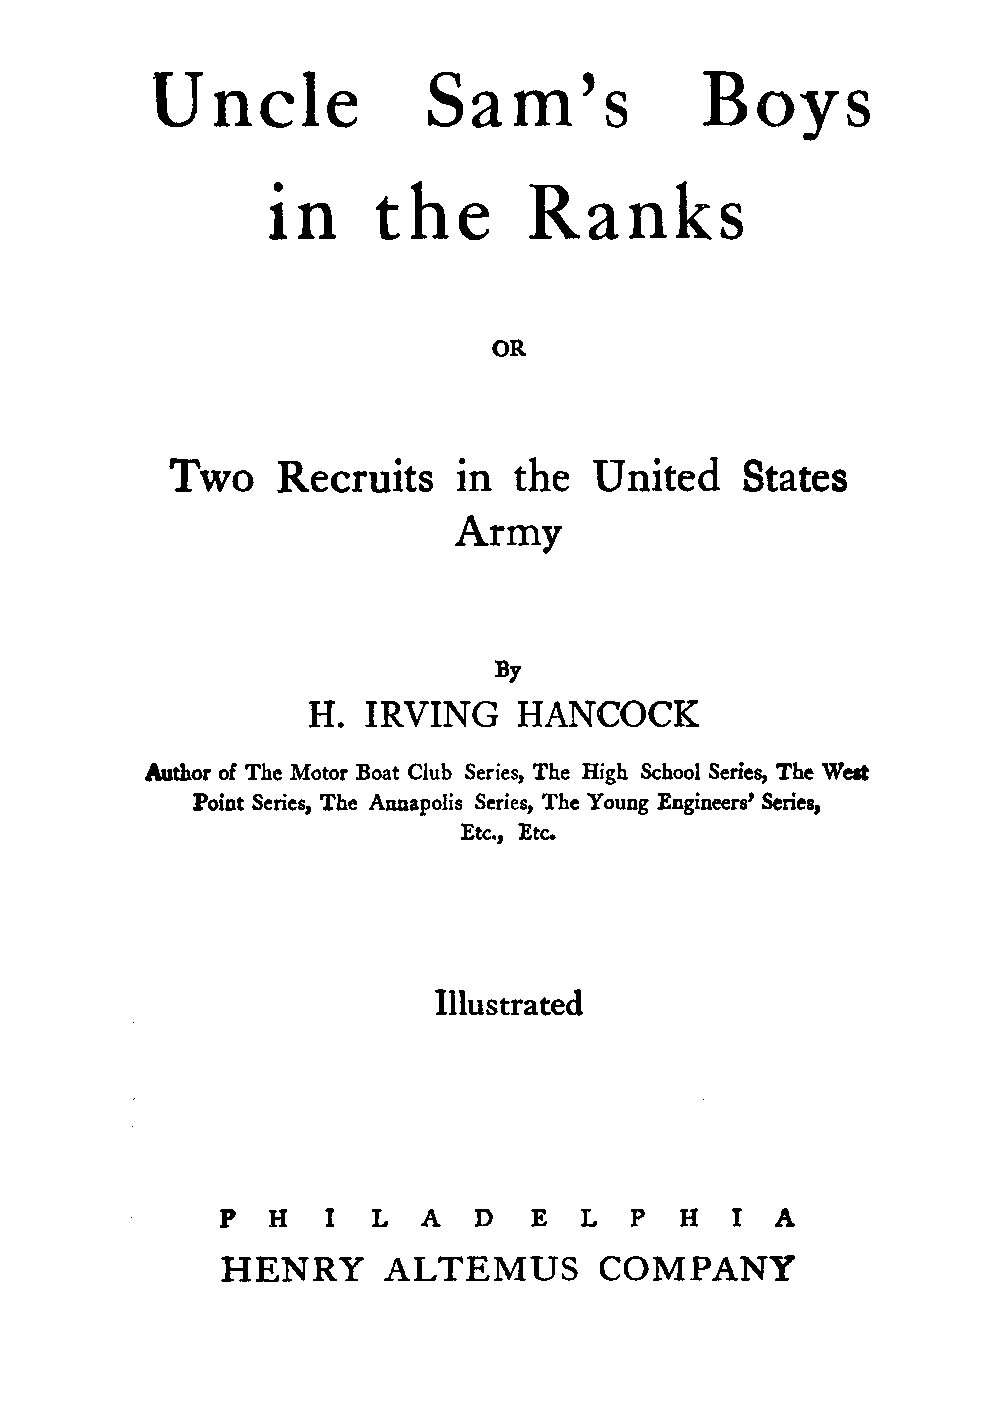 Uncle Sam's Boys
in the Ranks
OR
Two Recruits in the United States
Army
By
H. IRVING HANCOCK
Author of The Motor Boat Club Series, The High School Series, The West
Point Series, The Annapolis Series, The Young Engineers' Series,
Etc., Etc.
Illustrated
PHILADELPHIA
HENRY ALTEMUS COMPANY